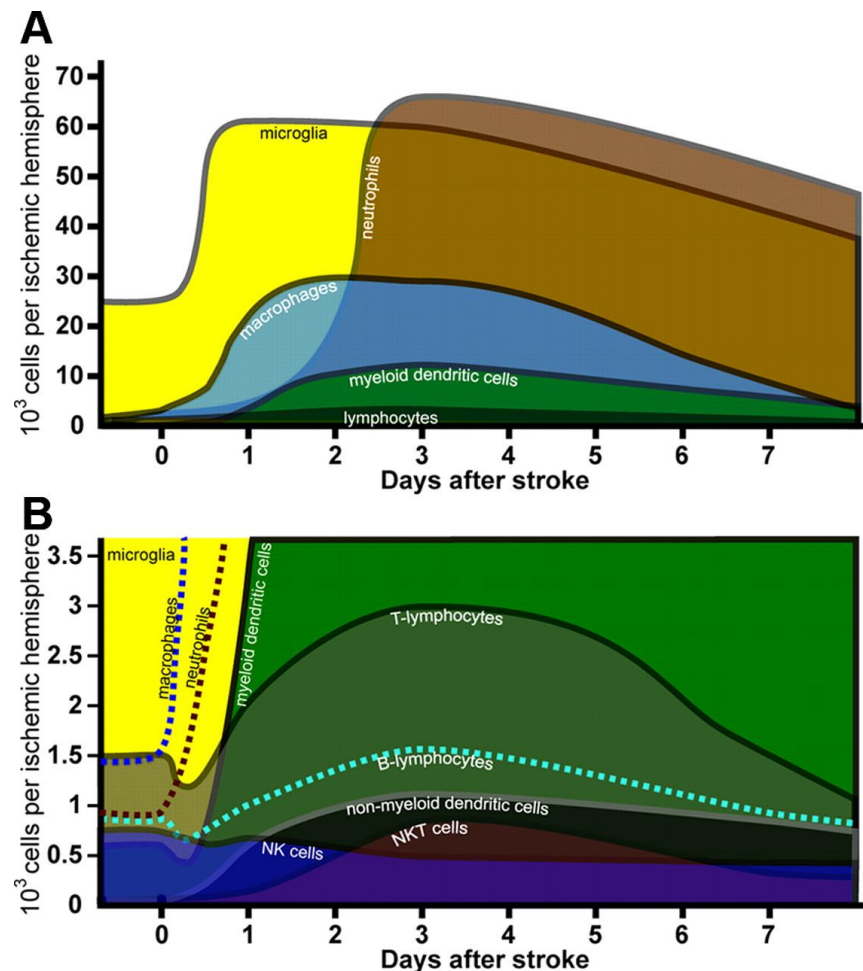 A
10³ cells per ischemic hemisphere
70
60
50
40
30
20
10
0
microglia
neutrophils
macrophages
myeloid dendritic cells
lymphocytes
0 1 2 3 4 5 6 7
Days after stroke
B
10³ cells per ischemic hemisphere
3.5
3
2.5
2
1.5
1
0.5
0
microglia
macrophages
neutrophils
myeloid dendritic cells
T-lymphocytes
B-lymphocytes
non-myeloid dendritic cells
NKT cells
NK cells
0 1 2 3 4 5 6 7
Days after stroke